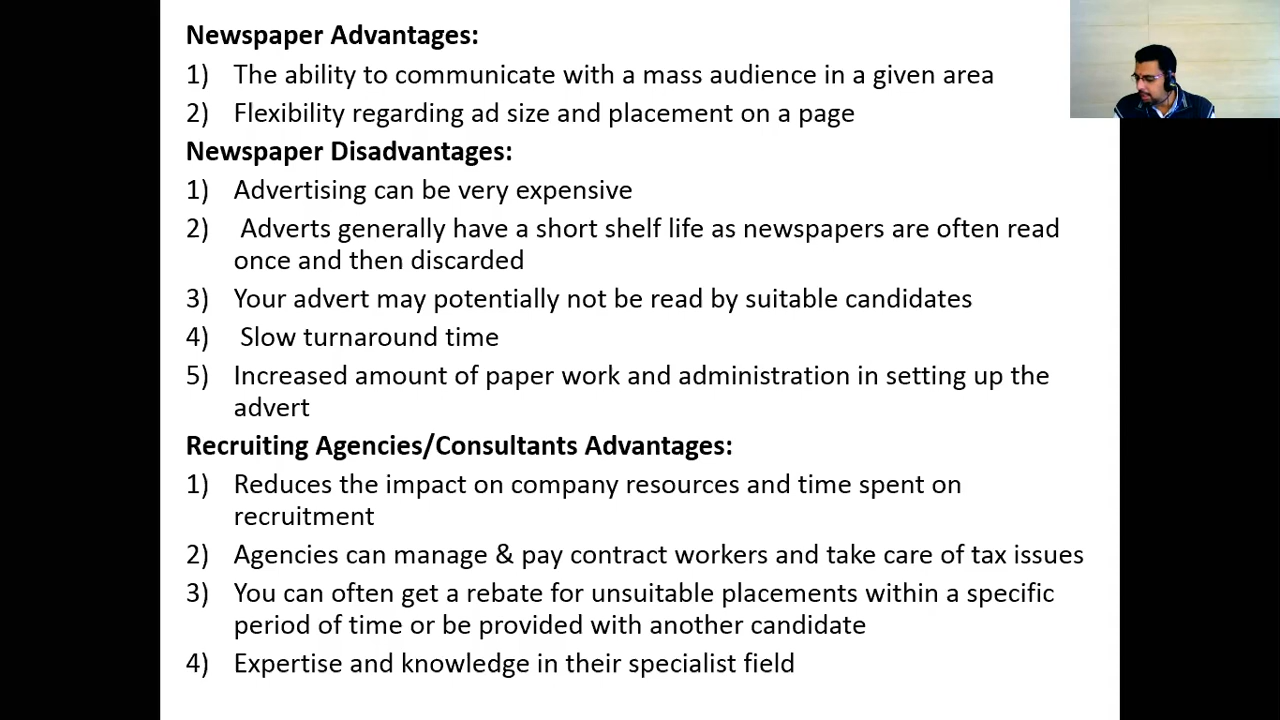 Newspaper Advantages:
1) The ability to communicate with a mass audience in a given area
2) Flexibility regarding ad size and placement on a page
Newspaper Disadvantages:
1) Advertising can be very expensive
2) Adverts generally have a short shelf life as newspapers are often read
once and then discarded
3) Your advert may potentially not be read by suitable candidates
4) Slow turnaround time
5) Increased amount of paper work and administration in setting up the
advert
Recruiting Agencies/Consultants Advantages:
1) Reduces the impact on company resources and time spent on
recruitment
2) Agencies can manage & pay contract workers and take care of tax issues
3) You can often get a rebate for unsuitable placements within a specific
period of time or be provided with another candidate
4) Expertise and knowledge in their specialist field